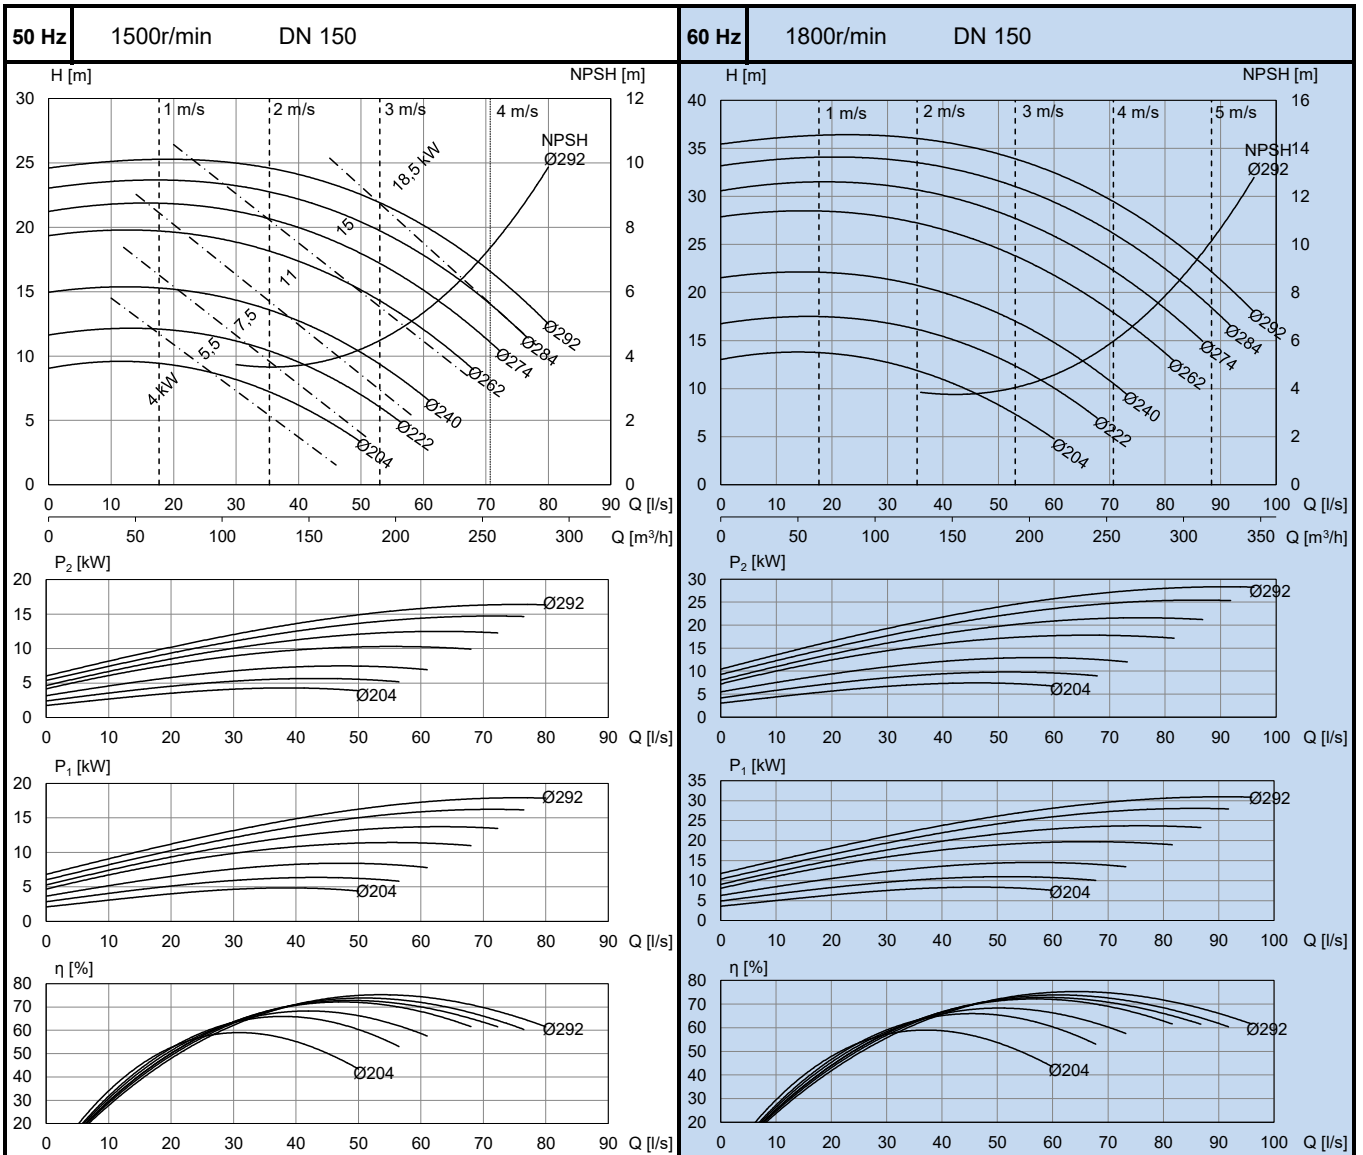 50 Hz 1500r/min DN 150
H [m] NPSH [m]
30 1 m/s 2 m/s 3 m/s 4 m/s 12
NPSH
Ø292
25 18,5 kW 10
20 15 8
15 11 6
7,5
5,5
4 kW
10 4
5 2
0 0
Ø292
Ø284
Ø274
Ø262
Ø240
Ø222
Ø204
0 10 20 30 40 50 60 70 80 90 Q [l/s]
0 50 100 150 200 250 300 Q [m³/h]
P₂ [kW]
20
15 Ø292
10
5 Ø204
0
0 10 20 30 40 50 60 70 80 90 Q [l/s]
P₁ [kW]
20
15 Ø292
10
5 Ø204
0
0 10 20 30 40 50 60 70 80 90 Q [l/s]
η [%]
80
70
60 Ø292
50
40 Ø204
30
20
0 10 20 30 40 50 60 70 80 90 Q [l/s]
60 Hz 1800r/min DN 150
H [m] NPSH [m]
40 1 m/s 2 m/s 3 m/s 4 m/s 5 m/s 16
35 NPSH 14
Ø292
30 12
25 10
20 8
15 6
10 4
5 2
0 0
Ø292
Ø284
Ø274
Ø262
Ø240
Ø222
Ø204
0 10 20 30 40 50 60 70 80 90 100 Q [l/s]
0 50 100 150 200 250 300 350 Q [m³/h]
P₂ [kW]
30
25 Ø292
20
15
10
5 Ø204
0
0 10 20 30 40 50 60 70 80 90 100 Q [l/s]
P₁ [kW]
35
30 Ø292
25
20
15
10
5 Ø204
0
0 10 20 30 40 50 60 70 80 90 100 Q [l/s]
η [%]
80
70
60 Ø292
50
40 Ø204
30
20
0 10 20 30 40 50 60 70 80 90 100 Q [l/s]